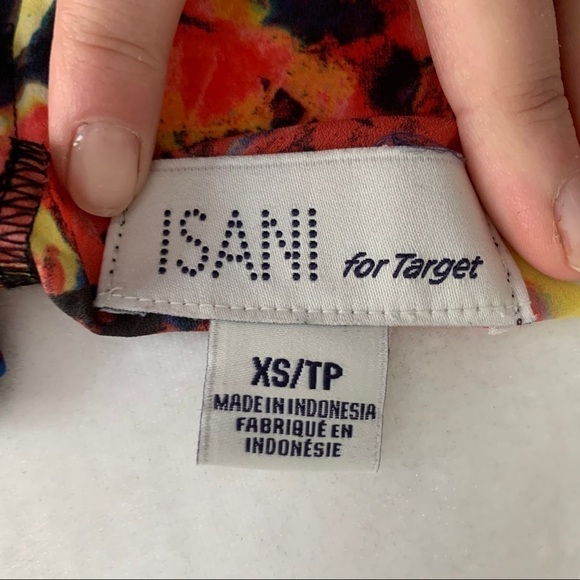 ISANI for Target
XS/TP
MADE IN INDONESIA
FABRIQUÉ EN
INDONÉSIE